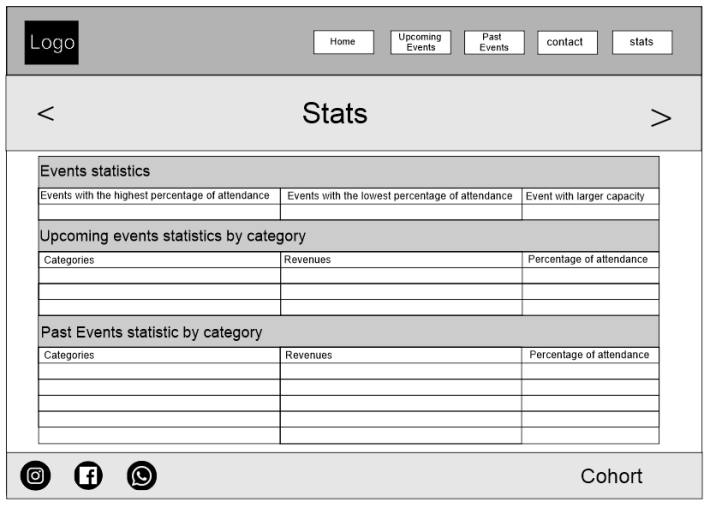 Logo
Home
Upcoming
Events
Past
Events
contact
stats
<
Stats
>
Events statistics
Events with the highest percentage of attendance
Events with the lowest percentage of attendance
Event with larger capacity
Upcoming events statistics by category
Categories
Revenues
Percentage of attendance
Past Events statistic by category
Categories
Revenues
Percentage of attendance
Cohort